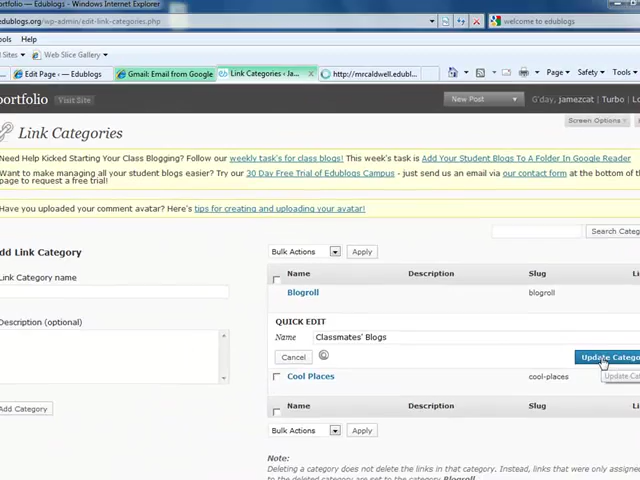 ortfolio — Edublogs - Windows Internet Explorer
edublogs.org/wp-admin/edit-link-categories.php
welcome to edublogs
ols Help
Sites Web Slice Gallery
Edit Page ‹ — Edublogs
Gmail: Email from Google
Link Categories ‹ Ja...
http://mrcaldwell.edubl...
Page Safety Tools
portfolio Visit Site
New Post
G'day, jamezcat | Turbo | Lo
Screen Options
Link Categories
Need Help Kicked Starting Your Class Blogging? Follow our weekly task's for class blogs! This week's task is Add Your Student Blogs To A Folder In Google Reader
Want to make managing all your student blogs easier? Try our 30 Day Free Trial of Edublogs Campus - just send us an email via our contact form at the bottom of th
page to request a free trial!
Have you uploaded your comment avatar? Here's tips for creating and uploading your avatar!
Search Categ
dd Link Category
Link Category name
Description (optional)
Add Category
Bulk Actions Apply
Name Description Slug Li
Blogroll blogroll
QUICK EDIT
Name Classmates' Blogs
Cancel Update Catego
Update Cat
Cool Places cool-places
Name Description Slug Li
Bulk Actions Apply
Note:
Deleting a category does not delete the links in that category. Instead, links that were only assigned
to the deleted category are set to the category Blogroll.